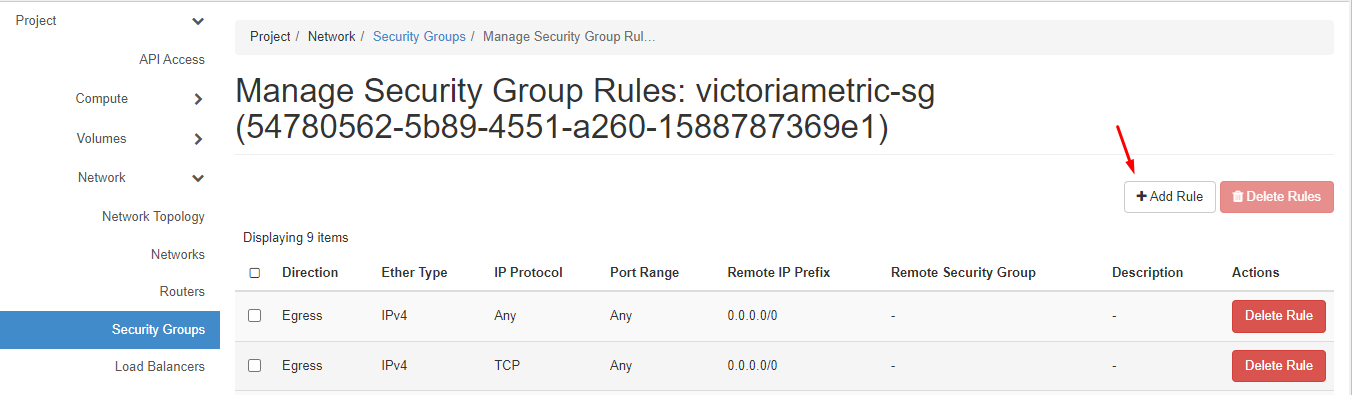 Project
API Access
Compute
Volumes
Network
Network Topology
Networks
Routers
Security Groups
Load Balancers
Project / Network / Security Groups / Manage Security Group Rul...
Manage Security Group Rules: victoriametric-sg
(54780562-5b89-4551-a260-1588787369e1)
+ Add Rule Delete Rules
Displaying 9 items
Direction Ether Type IP Protocol Port Range Remote IP Prefix Remote Security Group Description Actions
Egress IPv4 Any Any 0.0.0.0/0 - - Delete Rule
Egress IPv4 TCP Any 0.0.0.0/0 - - Delete Rule